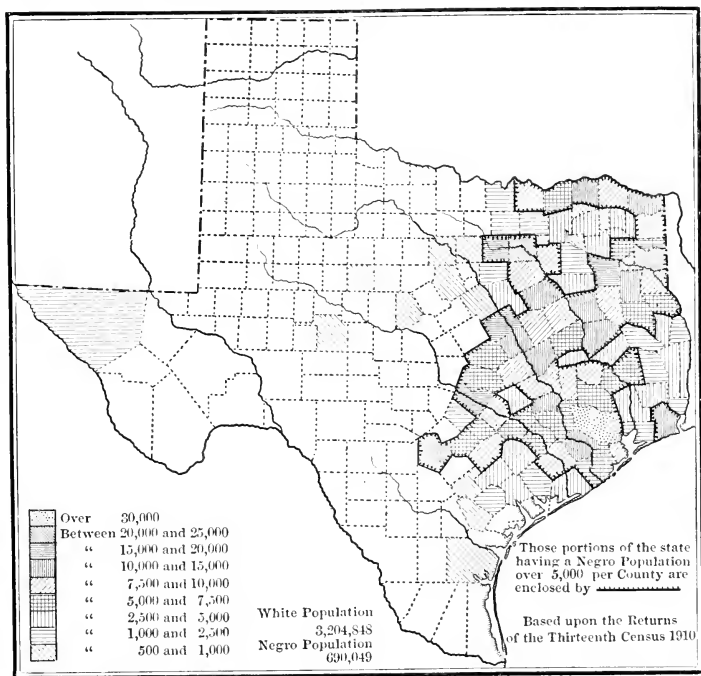 Over 30,000
Between 20,000 and 25,000
“ 15,000 and 20,000
“ 10,000 and 15,000
“ 7,500 and 10,000
“ 5,000 and 7,500
“ 2,500 and 5,000
“ 1,000 and 2,500
“ 500 and 1,000
White Population
3,204,848
Negro Population
690,049
Those portions of the state
having a Negro Population
over 5,000 per County are
enclosed by
Based upon the Returns
of the Thirteenth Census 1910